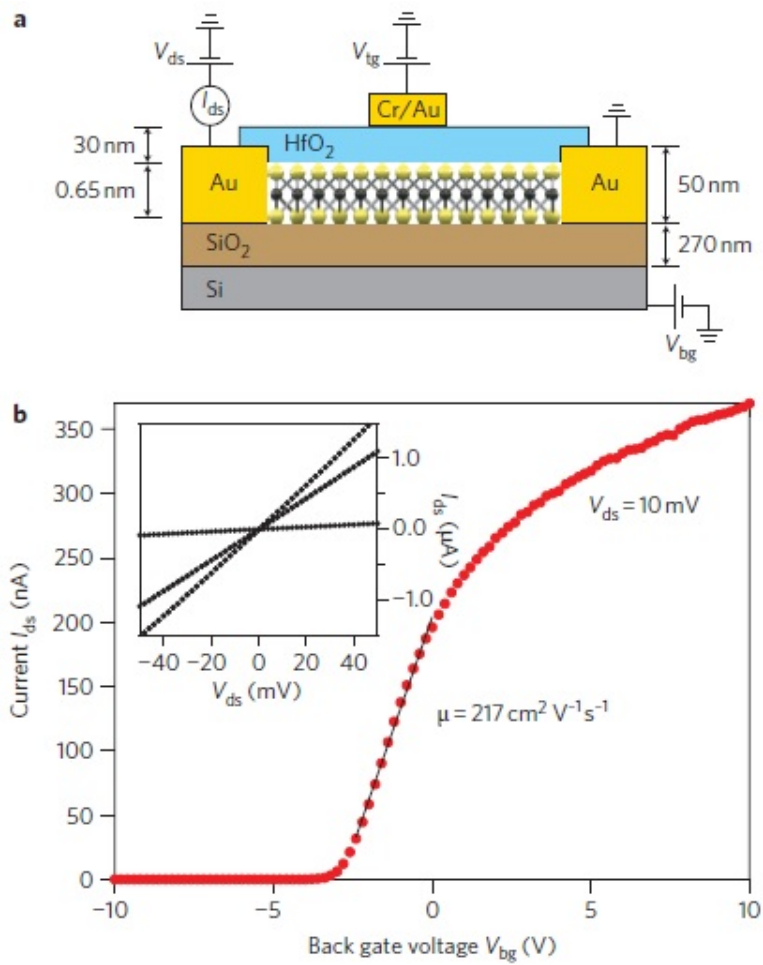 a
V_ds
V_tg
I_ds
Cr/Au
30 nm
HfO₂
0.65 nm
Au
Au
50 nm
SiO₂
270 nm
Si
V_bg
b
350
300
250
200
150
100
50
0
Current I_ds (nA)
1.0
0.0
−1.0
I_ds (μA)
−40 −20 0 20 40
V_ds (mV)
V_ds = 10 mV
μ = 217 cm² V⁻¹ s⁻¹
−10 −5 0 5 10
Back gate voltage V_bg (V)